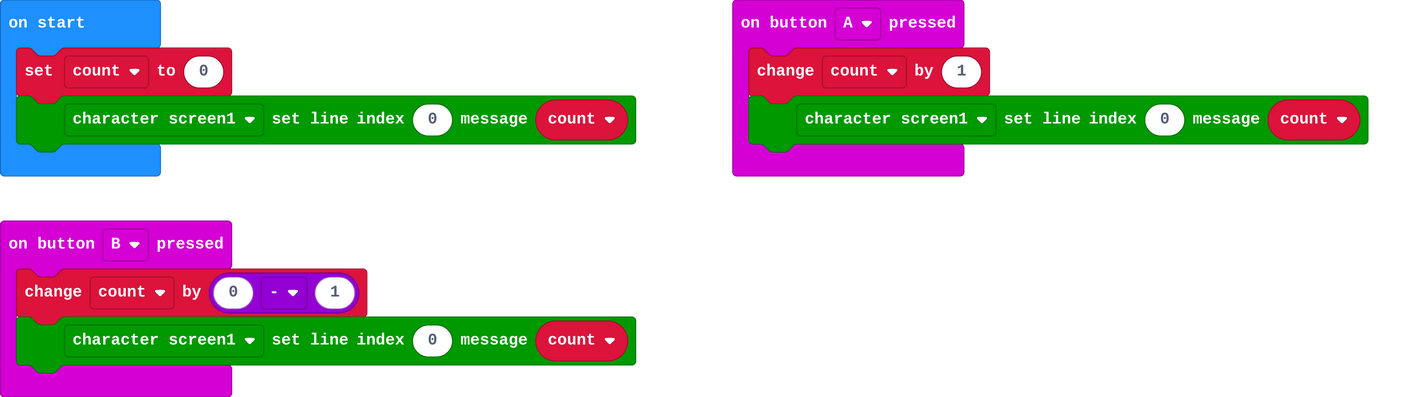 on start
set count to 0
character screen1 set line index 0 message count
on button A pressed
change count by 1
character screen1 set line index 0 message count
on button B pressed
change count by 0 - 1
character screen1 set line index 0 message count